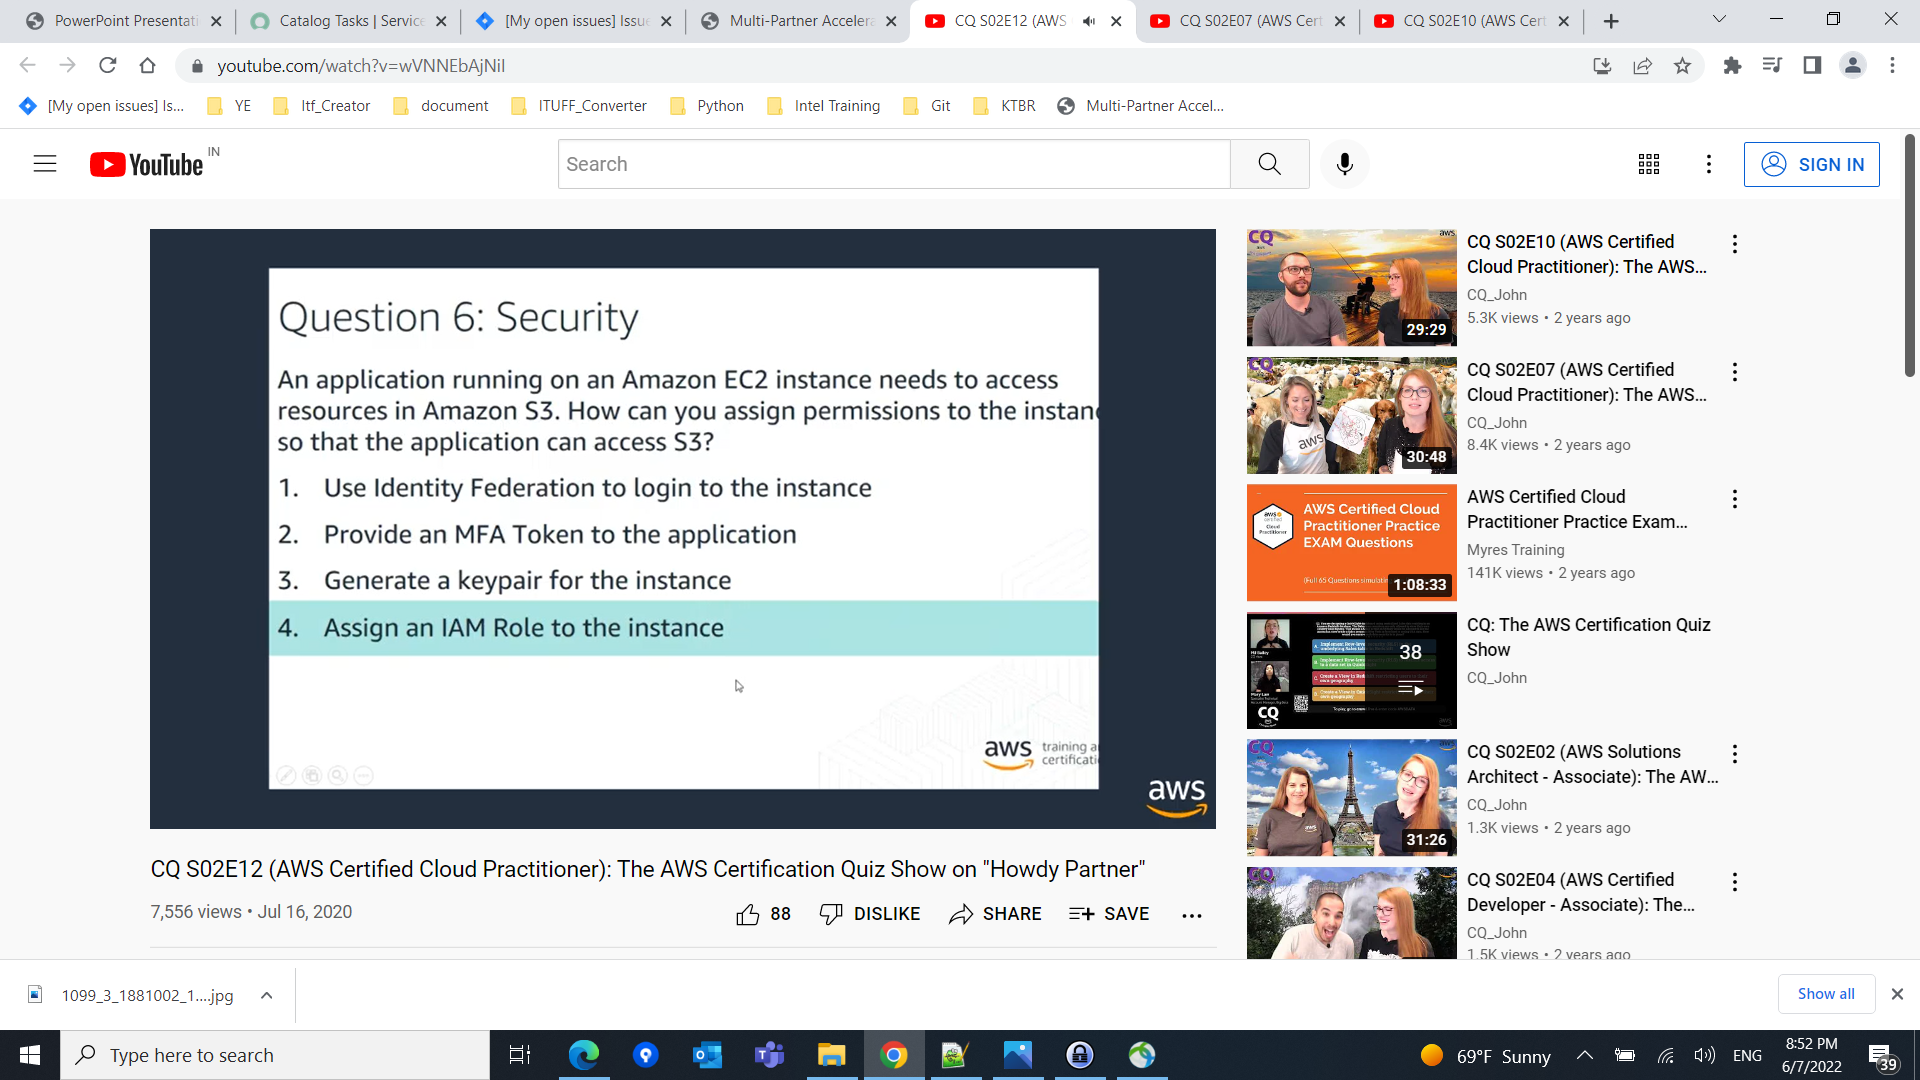 PowerPoint Presentati
Catalog Tasks | Service
[My open issues] Issu
Multi-Partner Accelera
CQ S02E12 (AWS
CQ S02E07 (AWS Cert
CQ S02E10 (AWS Cert
youtube.com/watch?v=wVNNEbAjNiI
[My open issues] Is...
YE
Itf_Creator
document
ITUFF_Converter
Python
Intel Training
Git
KTBR
Multi-Partner Accel...
YouTube IN
Search
SIGN IN
Question 6: Security
An application running on an Amazon EC2 instance needs to access
resources in Amazon S3. How can you assign permissions to the instanc
so that the application can access S3?
1. Use Identity Federation to login to the instance
2. Provide an MFA Token to the application
3. Generate a keypair for the instance
4. Assign an IAM Role to the instance
aws training a
certificati
aws
CQ S02E12 (AWS Certified Cloud Practitioner): The AWS Certification Quiz Show on "Howdy Partner"
7,556 views • Jul 16, 2020
88
DISLIKE
SHARE
SAVE
CQ
aws
29:29
CQ S02E10 (AWS Certified
Cloud Practitioner): The AWS...
CQ_John
5.3K views • 2 years ago
CQ
aws
30:48
CQ S02E07 (AWS Certified
Cloud Practitioner): The AWS...
CQ_John
8.4K views • 2 years ago
AWS Certified Cloud
Practitioner Practice
EXAM Questions
1:08:33
AWS Certified Cloud
Practitioner Practice Exam...
Myres Training
141K views • 2 years ago
38
CQ
CQ: The AWS Certification Quiz
Show
CQ_John
CQ
31:26
CQ S02E02 (AWS Solutions
Architect - Associate): The AW...
CQ_John
1.3K views • 2 years ago
CQ
CQ S02E04 (AWS Certified
Developer - Associate): The...
CQ_John
1.5K views • 2 years ago
1099_3_1881002_1....jpg
Show all
Type here to search
69°F Sunny
ENG
8:52 PM
6/7/2022
39